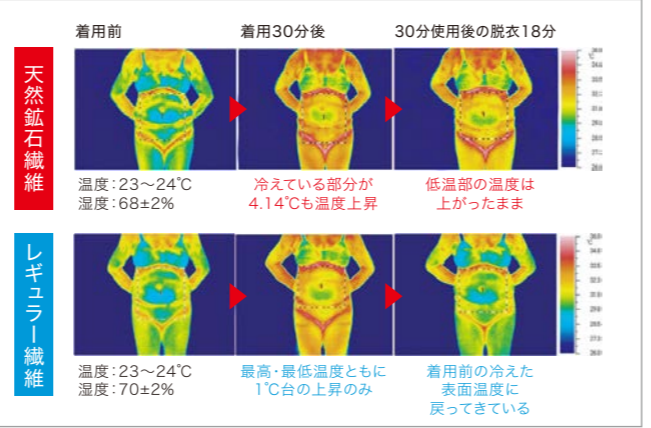 着用前
着用30分後
30分使用後の脱衣18分
天然鉱石繊維
温度:23〜24℃
湿度:68±2%
冷えている部分が
4.14℃も温度上昇
低温部の温度は
上がったまま
レギュラー繊維
温度:23〜24℃
湿度:70±2%
最高・最低温度ともに
1℃台の上昇のみ
着用前の冷えた
表面温度に
戻ってきている